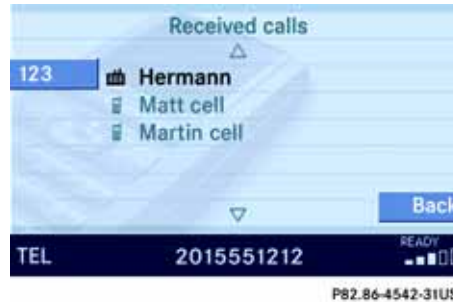 Received calls
123
Hermann
Matt cell
Martin cell
Back
TEL 2015551212 READY
P82.86-4542-31US